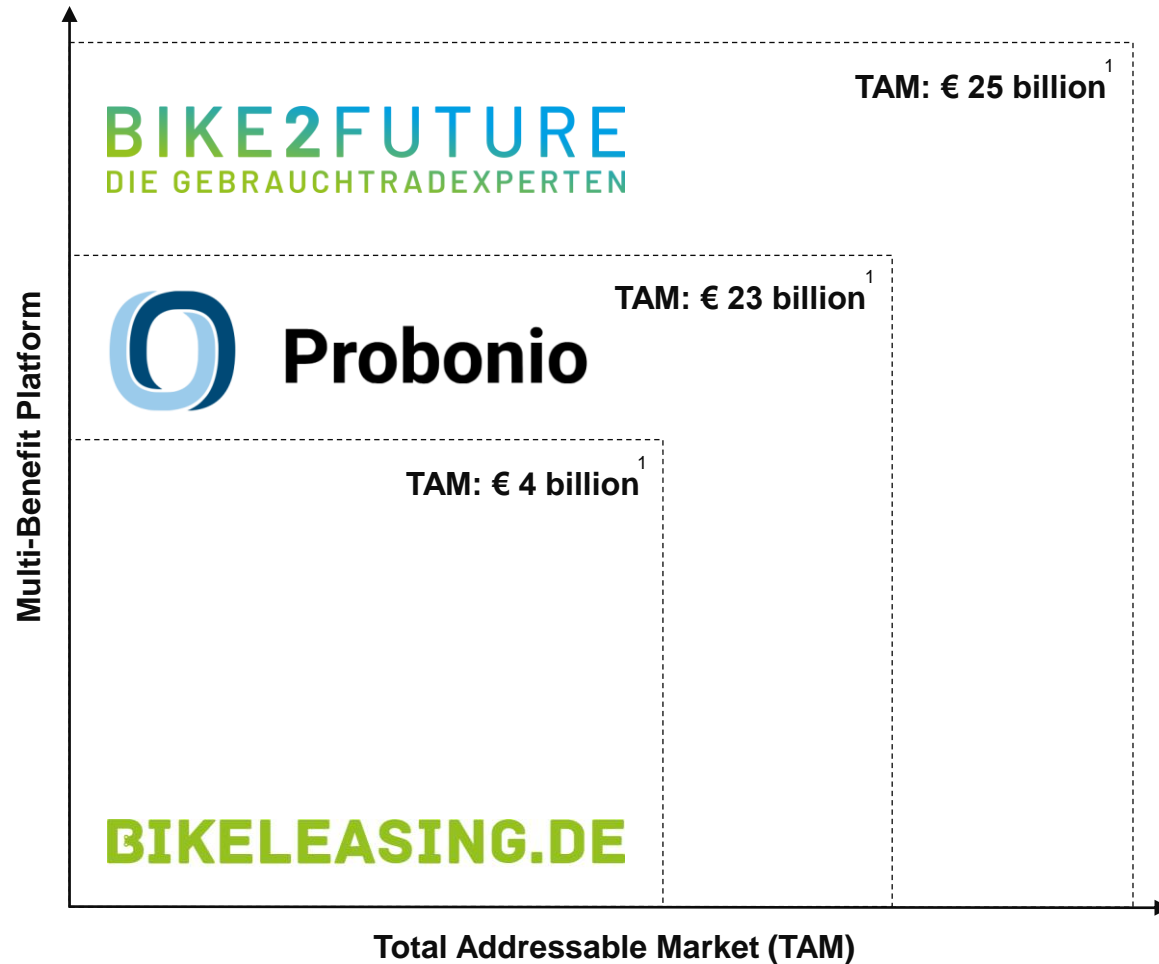 TAM: € 25 billion¹
BIKE2FUTURE
DIE GEBRAUCHTRADEXPERTEN
TAM: € 23 billion¹
Probonio
TAM: € 4 billion¹
Multi-Benefit Platform
BIKELEASING.DE
Total Addressable Market (TAM)